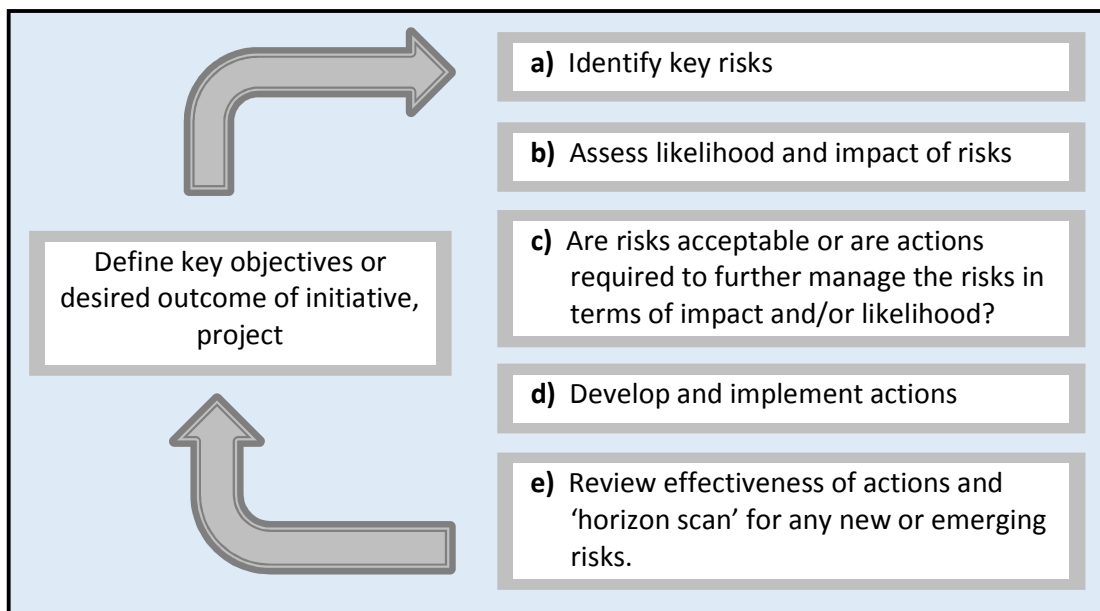 Define key objectives or
desired outcome of initiative,
project
a) Identify key risks
b) Assess likelihood and impact of risks
c) Are risks acceptable or are actions
required to further manage the risks in
terms of impact and/or likelihood?
d) Develop and implement actions
e) Review effectiveness of actions and
‘horizon scan’ for any new or emerging
risks.